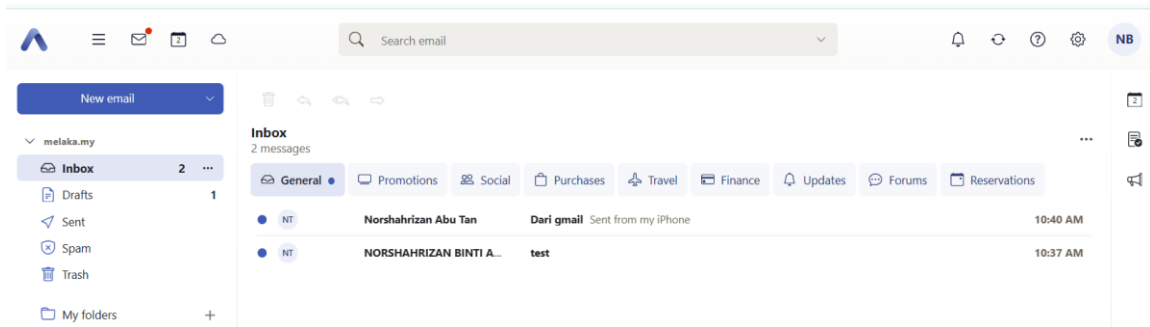 2 Search email NB
New email 2
melaka.my
Inbox
2 messages
Inbox 2
General Promotions Social Purchases Travel Finance Updates Forums Reservations
Drafts 1
Sent
NT Norshahrizan Abu Tan Dari gmail Sent from my iPhone 10:40 AM
Spam
NT NORSHAHRIZAN BINTI A... test 10:37 AM
Trash
My folders